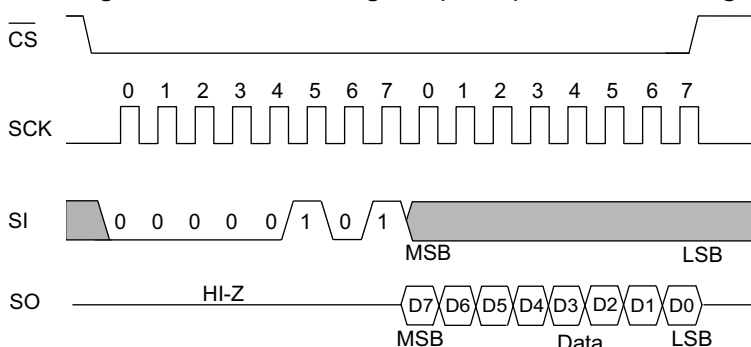 CS
0 1 2 3 4 5 6 7 0 1 2 3 4 5 6 7
SCK
SI 0 0 0 0 0 1 0 1
MSB LSB
SO HI-Z D7 D6 D5 D4 D3 D2 D1 D0
MSB Data LSB